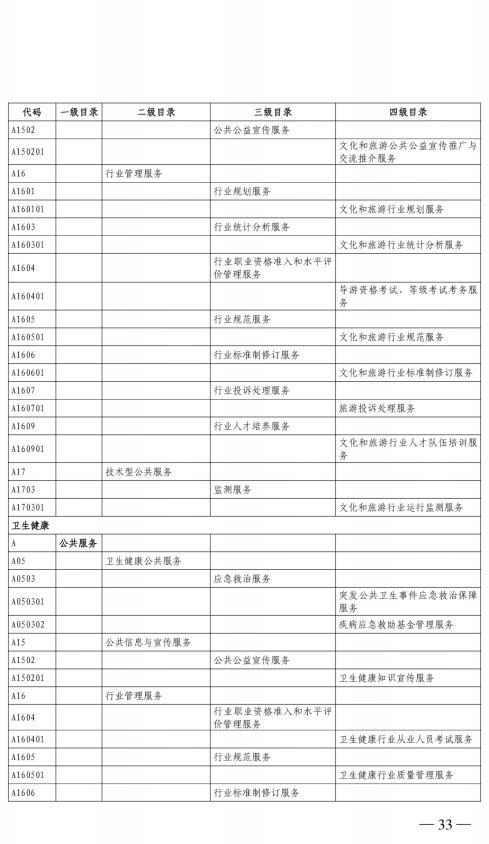 代码 一级目录 二级目录 三级目录 四级目录
A1502 公共公益宣传服务
A150201 文化和旅游公共公益宣传推广与
交流推介服务
A16 行业管理服务
A1601 行业规划服务
A160101 文化和旅游行业规划服务
A1603 行业统计分析服务
A160301 文化和旅游行业统计分析服务
A1604 行业职业资格准入和水平评
价管理服务
A160401 导游资格考试、等级考试考务服
务
A1605 行业规范服务
A160501 文化和旅游行业规范服务
A1606 行业标准制修订服务
A160601 文化和旅游行业标准制修订服务
A1607 行业投诉处理服务
A160701 旅游投诉处理服务
A1609 行业人才培养服务
A160901 文化和旅游行业人才队伍培训服
务
A17 技术型公共服务
A1703 监测服务
A170301 文化和旅游行业运行监测服务
卫生健康
A 公共服务
A05 卫生健康公共服务
A0503 应急救治服务
A050301 突发公共卫生事件应急救治保障
服务
A050302 疾病应急救助基金管理服务
A15 公共信息与宣传服务
A1502 公共公益宣传服务
A150201 卫生健康知识宣传服务
A16 行业管理服务
A1604 行业职业资格准入和水平评
价管理服务
A160401 卫生健康行业从业人员考试服务
A1605 行业规范服务
A160501 卫生健康行业质量管理服务
A1606 行业标准制修订服务
— 33 —